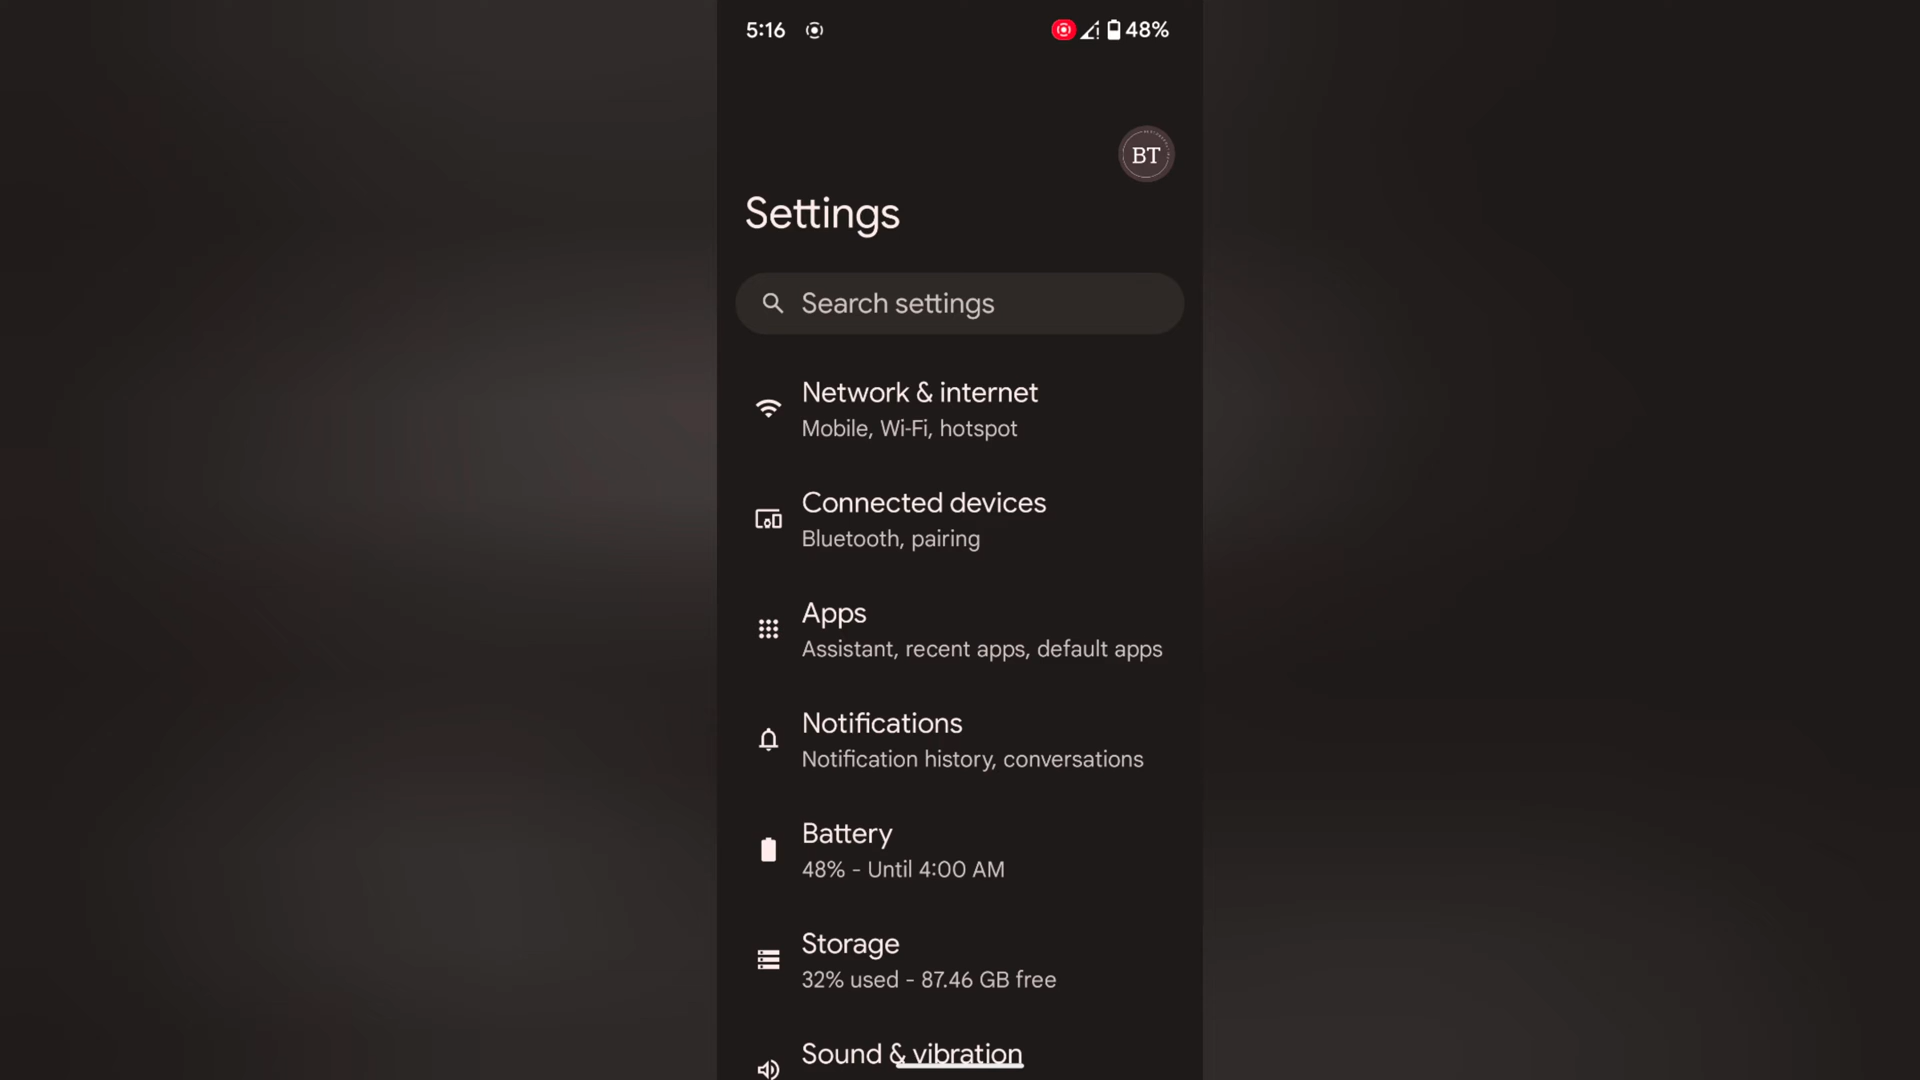 5:16 48%
BT
Settings
Search settings
Network & internet
Mobile, Wi-Fi, hotspot
Connected devices
Bluetooth, pairing
Apps
Assistant, recent apps, default apps
Notifications
Notification history, conversations
Battery
48% - Until 4:00 AM
Storage
32% used - 87.46 GB free
Sound & vibration